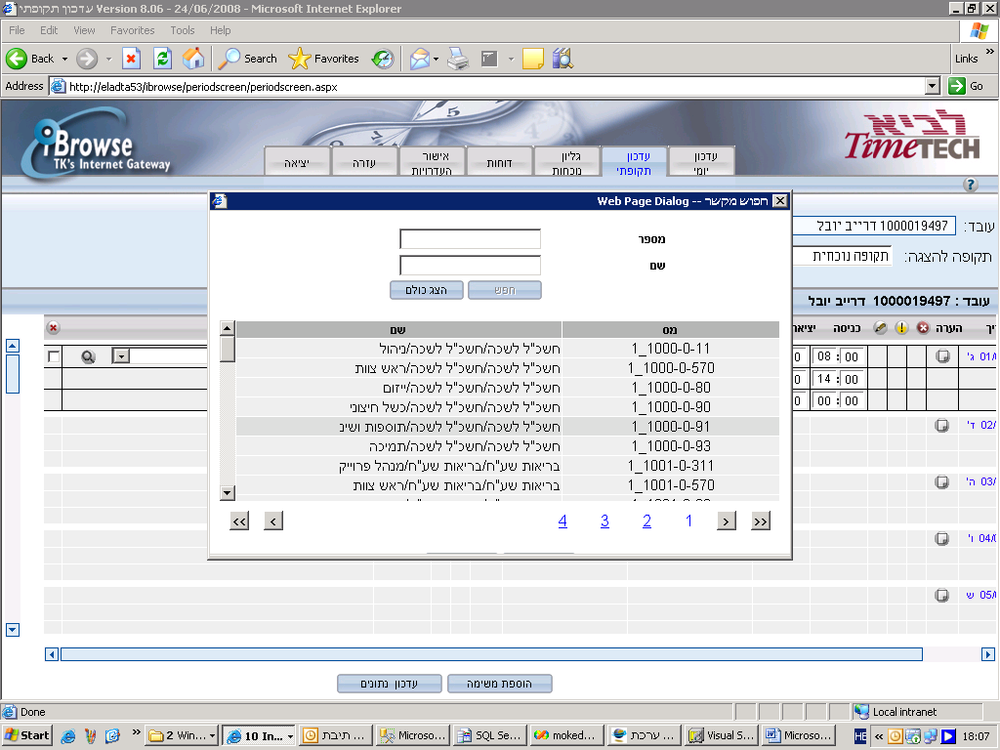 עדכון תקופתי Version 8.06 - 24/06/2008 - Microsoft Internet Explorer
File Edit View Favorites Tools Help
Back Search Favorites Links »
Address http://eladta53/ibrowse/periodscreen/periodscreen.aspx Go
iBrowse
TK's Internet Gateway
לביא
TimeTECH
עדכון יומי
עדכון תקופתי
גליון נוכחות
דוחות
אישור העדרויות
עזרה
יציאה
?
עובד: 1000019497 דרייב יובל
תקופה להצגה: תקופה נוכחית
עובד : 1000019497 דרייב יובל
הערה כניסה
01/ ג'
08 : 00
14 : 00
00 : 00
02/ ד'
03/ ה'
04/ ו'
05/ ש
חפוש מקשר -- Web Page Dialog
מספר
שם
חפש הצג כולם
מס שם
1_1000-0-11 חשכ"ל לשכה/חשכ"ל לשכה/ניהול
1_1000-0-570 חשכ"ל לשכה/חשכ"ל לשכה/ראש צוות
1_1000-0-80 חשכ"ל לשכה/חשכ"ל לשכה/ייזום
1_1000-0-90 חשכ"ל לשכה/חשכ"ל לשכה/כשל חיצוני
1_1000-0-91 חשכ"ל לשכה/חשכ"ל לשכה/תוספות ושינ
1_1000-0-93 חשכ"ל לשכה/חשכ"ל לשכה/תמיכה
1_1001-0-311 בריאות שע"ח/בריאות שע"ח/מנהל פרוייק
1_1001-0-570 בריאות שע"ח/בריאות שע"ח/ראש צוות
<< < 4 3 2 1 > >>
הוספת משימה עדכון נתונים
Done Local intranet
Start » 2 Win... 10 In... תיבת ... Microso... SQL Se... moked... ערכת ... Visual S... Microso... HE « 18:07